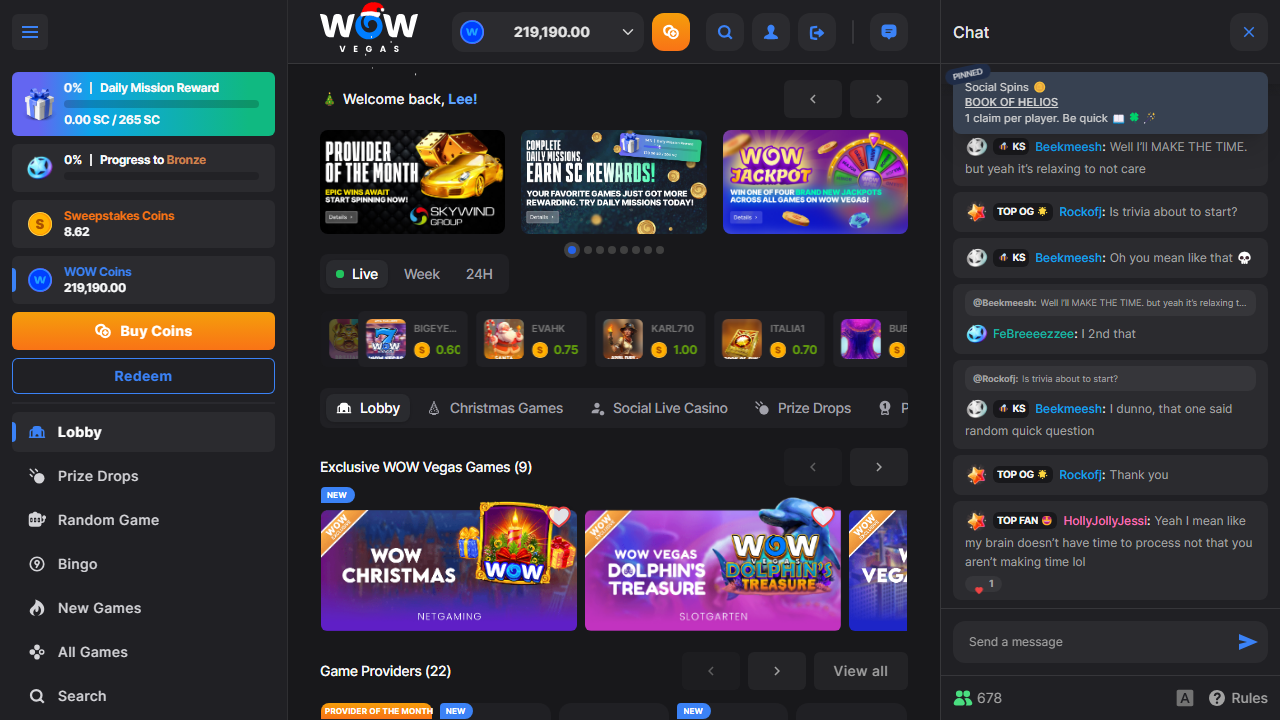 0% | Daily Mission Reward
0.00 SC / 265 SC
0% | Progress to Bronze
Sweepstakes Coins
8.62
WOW Coins
219,190.00
Buy Coins
Redeem
Lobby
Prize Drops
Random Game
Bingo
New Games
All Games
Search
WOW
VEGAS
219,190.00
Welcome back, Lee!
PROVIDER
OF THE MONTH
EPIC WINS AWAIT
START SPINNING NOW!
Details
SKYWIND
GROUP
COMPLETE
DAILY MISSIONS,
EARN SC REWARDS!
YOUR FAVORITE GAMES JUST GOT MORE
REWARDING. TRY DAILY MISSIONS TODAY!
Details
WOW
JACKPOT
WIN ONE OF FOUR BRAND NEW JACKPOTS
ACROSS ALL GAMES ON WOW VEGAS!
Details
Live
Week
24H
BIGEYE...
0.60
EVAHK
0.75
KARL710
1.00
ITALIA1
0.70
BUB
Lobby
Christmas Games
Social Live Casino
Prize Drops
P
Exclusive WOW Vegas Games (9)
NEW
WOW
CHRISTMAS
WOW
NETGAMING
WOW VEGAS
DOLPHIN'S
TREASURE
WOW
VEGAS
DOLPHIN'S
TREASURE
SLOTGARTEN
Game Providers (22)
View all
PROVIDER OF THE MONTH
NEW
NEW
Chat
PINNED
Social Spins
BOOK OF HELIOS
1 claim per player. Be quick
KS Beekmeesh: Well I'll MAKE THE TIME.
but yeah it's relaxing to not care
TOP OG Rockofj: Is trivia about to start?
KS Beekmeesh: Oh you mean like that
@Beekmeesh: Well I'll MAKE THE TIME. but yeah it's relaxing t...
FeBreeeezzee: I 2nd that
@Rockofj: Is trivia about to start?
KS Beekmeesh: I dunno, that one said
random quick question
TOP OG Rockofj: Thank you
TOP FAN HollyJollyJessi: Yeah I mean like
my brain doesn't have time to process not that you
aren't making time lol
1
Send a message
678
A
Rules